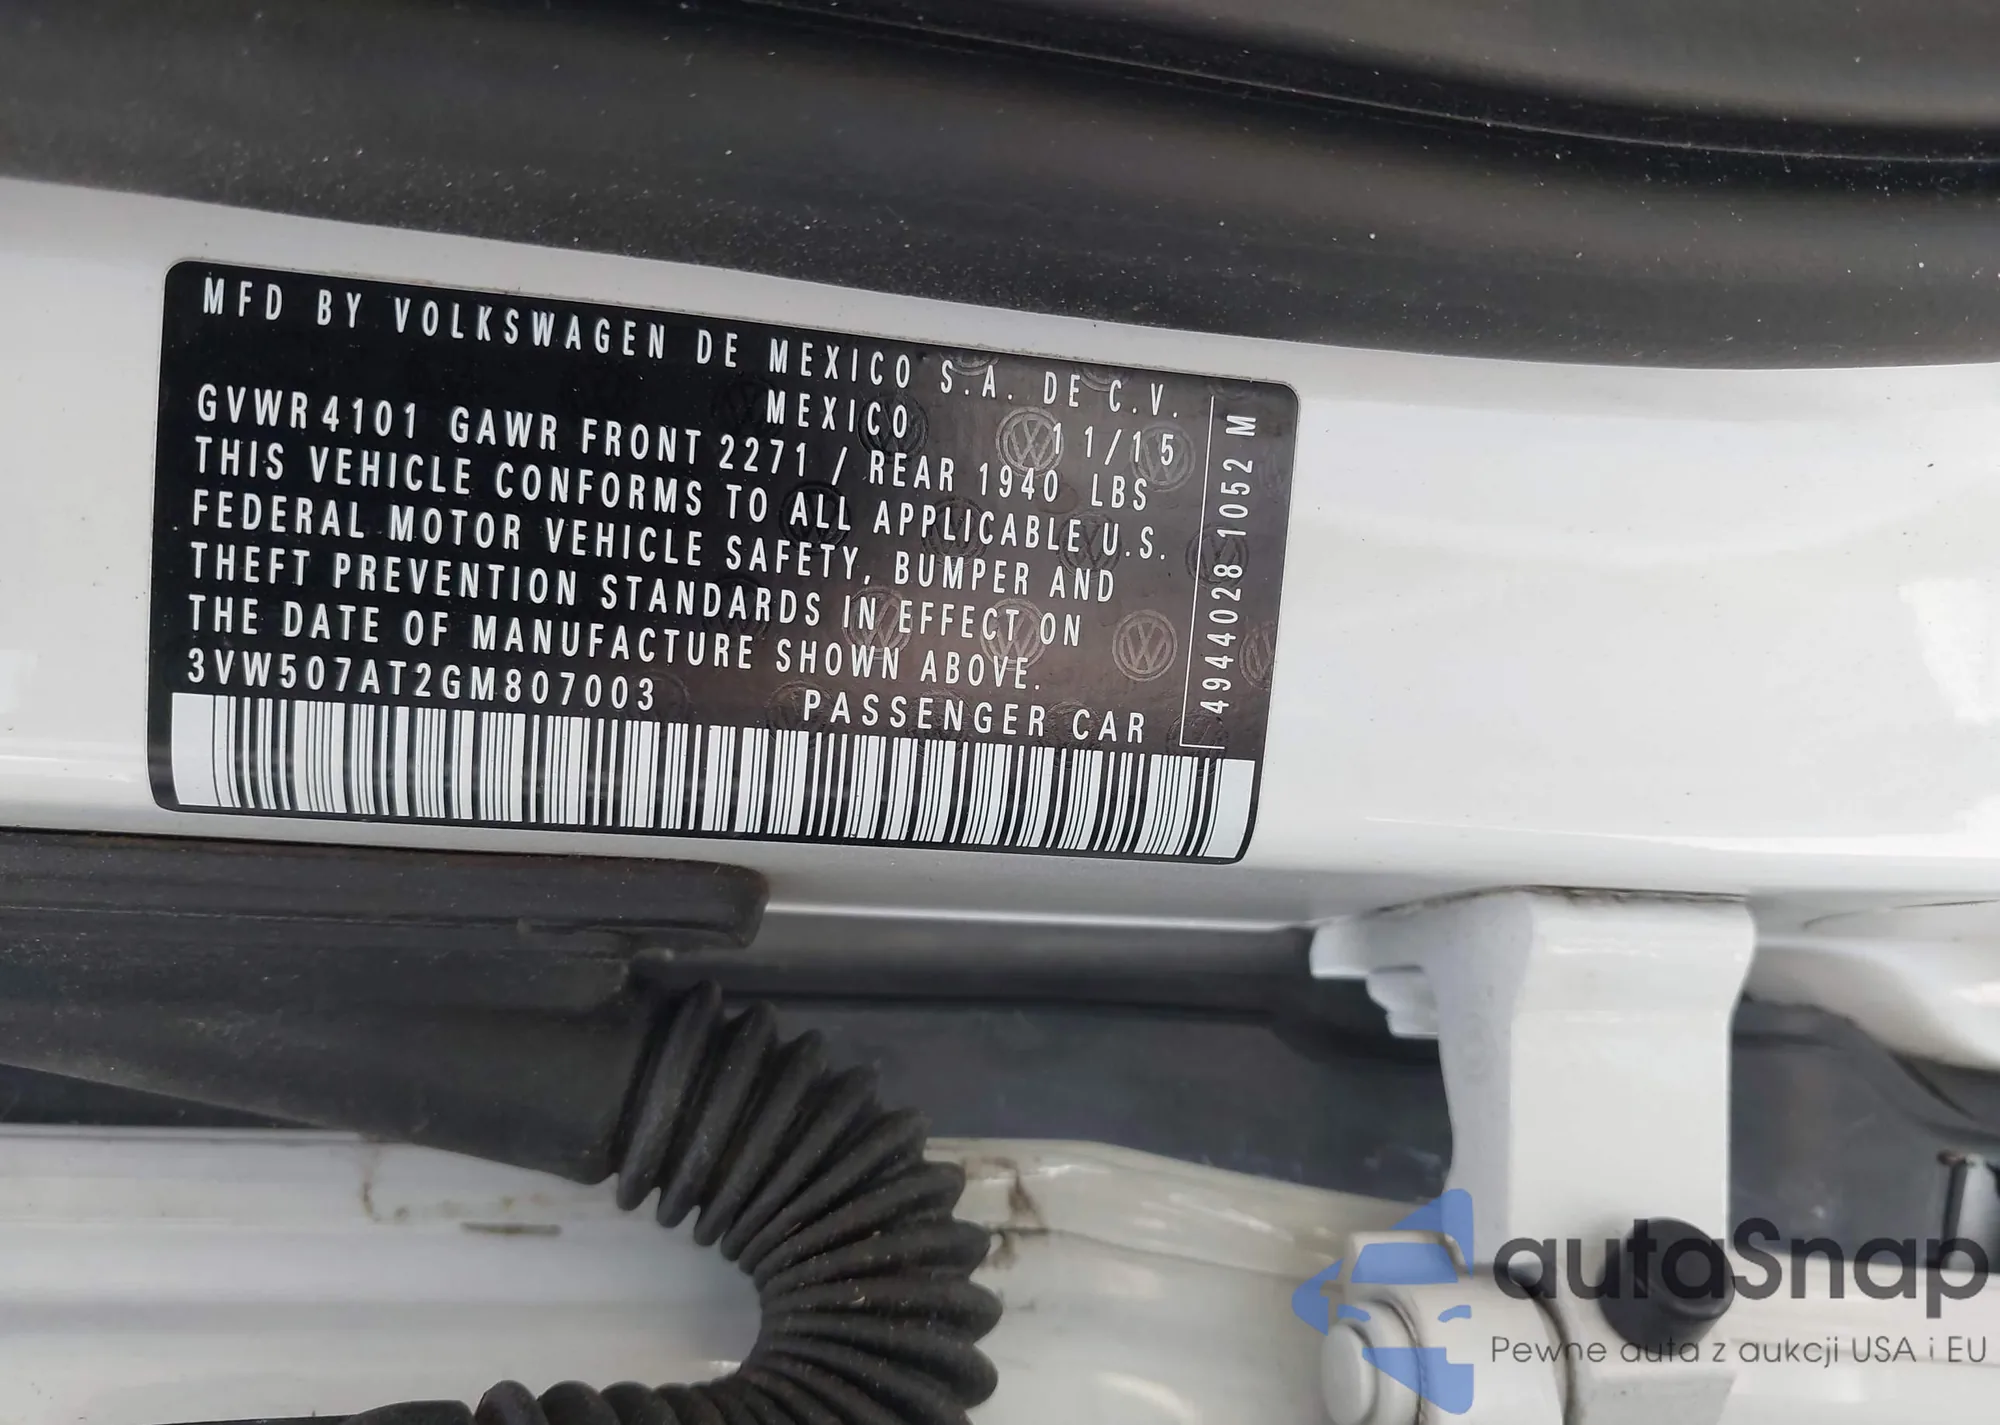 MFD BY VOLKSWAGEN DE MEXICO S.A. DE C.V.
MEXICO 11/15
GVWR 4101 GAWR FRONT 2271 / REAR 1940 LBS
THIS VEHICLE CONFORMS TO ALL APPLICABLE U.S.
FEDERAL MOTOR VEHICLE SAFETY, BUMPER AND
THEFT PREVENTION STANDARDS IN EFFECT ON
THE DATE OF MANUFACTURE SHOWN ABOVE.
3VW507AT2GM807003 PASSENGER CAR
4944028 1052 M
autaSnap
Pewne auta z aukcji USA i EU